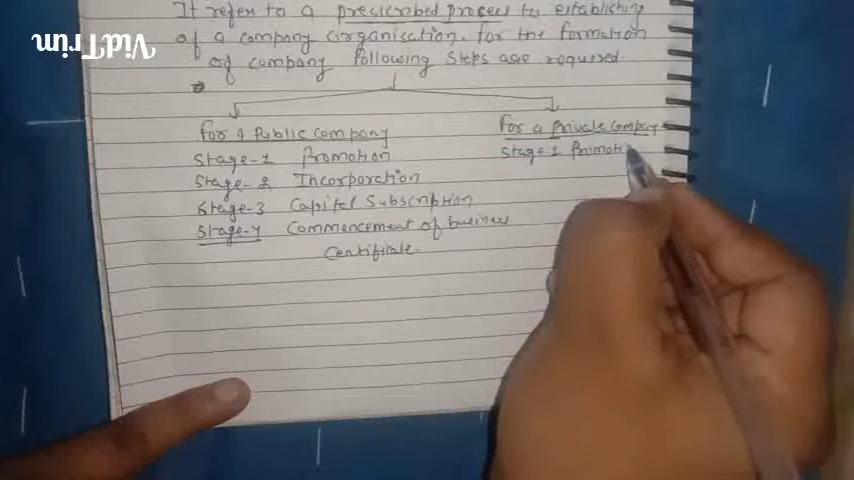 It refer to a prescribed process to establishing
of a company organisation. for the formation
of company following steps are required.
for a Public company
Stage-1 Promotion
Stage-2 Incorporation
Stage-3 Capital Subscription
Stage-4 Commencement of business
Certificate.
for a private company
Stage-1 Promoti
VidTrim